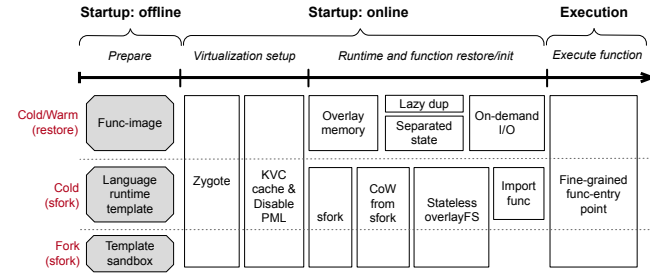 Startup: offline
Startup: online
Execution
Prepare
Virtualization setup
Runtime and function restore/init
Execute function
Cold/Warm
(restore)
Func-image
Overlay
memory
Lazy dup
Separated
state
On-demand
I/O
Cold
(sfork)
Language
runtime
template
Zygote
KVC
cache &
Disable
PML
sfork
CoW
from
sfork
Stateless
overlayFS
Import
func
Fine-grained
func-entry
point
Fork
(sfork)
Template
sandbox